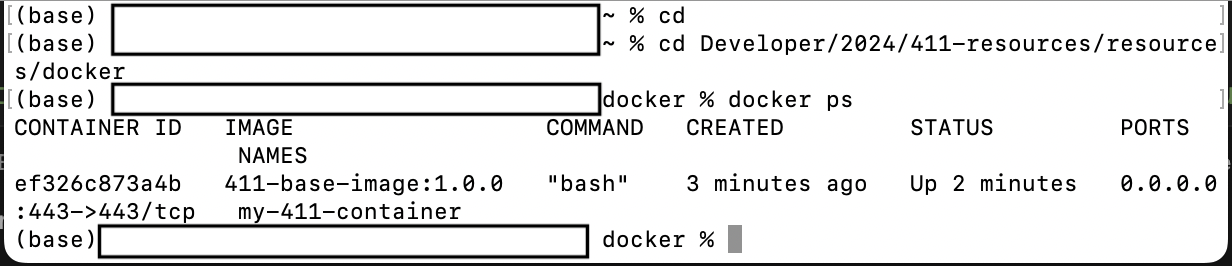 [(base) ~ % cd ]
[(base) ~ % cd Developer/2024/411-resources/resource]
s/docker
[(base) docker % docker ps ]
CONTAINER ID   IMAGE                  COMMAND   CREATED         STATUS         PORTS
                NAMES
ef326c873a4b   411-base-image:1.0.0   "bash"    3 minutes ago   Up 2 minutes   0.0.0.0
:443->443/tcp   my-411-container
(base) docker %